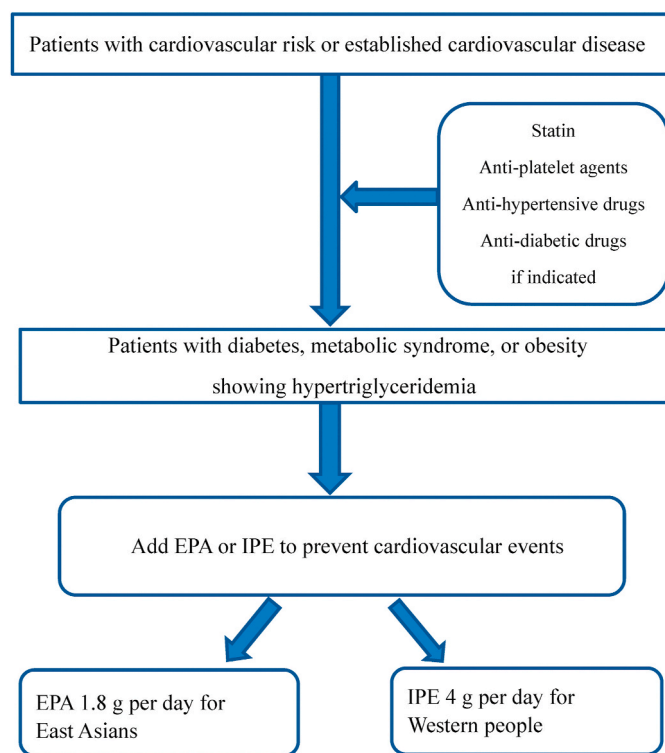 Patients with cardiovascular risk or established cardiovascular disease
Statin
Anti-platelet agents
Anti-hypertensive drugs
Anti-diabetic drugs
if indicated
Patients with diabetes, metabolic syndrome, or obesity
showing hypertriglyceridemia
Add EPA or IPE to prevent cardiovascular events
EPA 1.8 g per day for
East Asians
IPE 4 g per day for
Western people